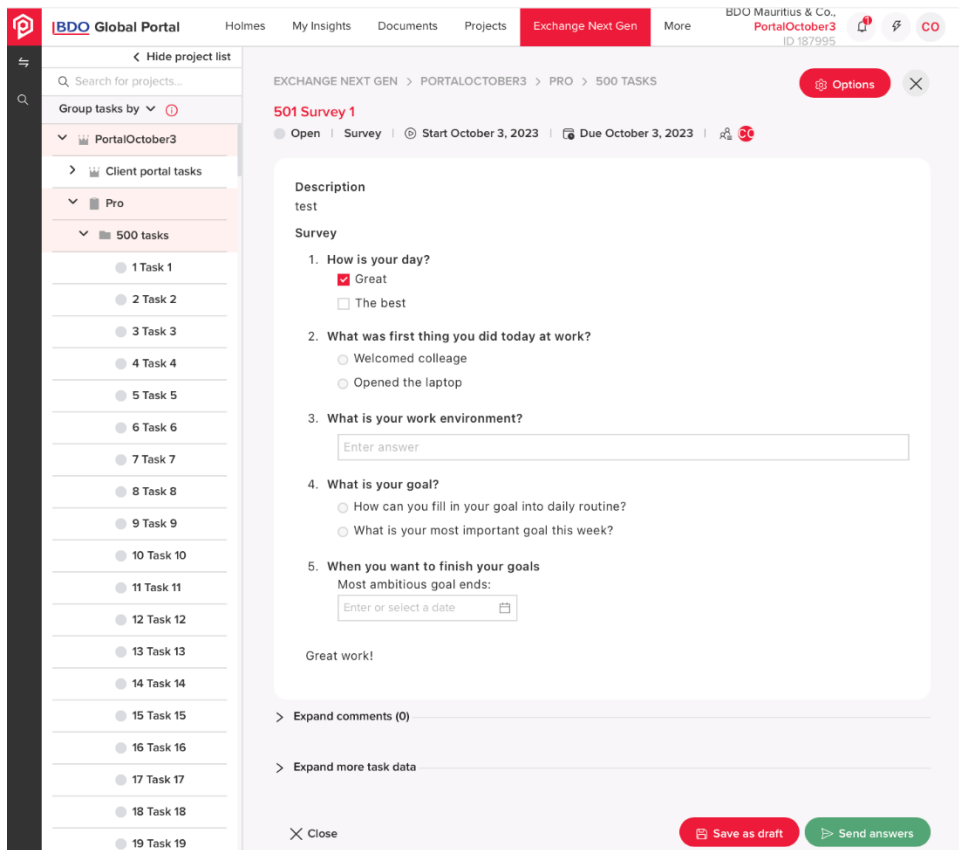 BDO Global Portal
Holmes
My Insights
Documents
Projects
Exchange Next Gen
More
BDO Mauritius & Co.,
PortalOctober3
ID 187995
CO
Hide project list
Search for projects...
Group tasks by
PortalOctober3
Client portal tasks
Pro
500 tasks
1 Task 1
2 Task 2
3 Task 3
4 Task 4
5 Task 5
6 Task 6
7 Task 7
8 Task 8
9 Task 9
10 Task 10
11 Task 11
12 Task 12
13 Task 13
14 Task 14
15 Task 15
16 Task 16
17 Task 17
18 Task 18
19 Task 19
EXCHANGE NEXT GEN > PORTALOCTOBER3 > PRO > 500 TASKS
Options
501 Survey 1
Open | Survey | Start October 3, 2023 | Due October 3, 2023 | CO
Description
test
Survey
1. How is your day?
Great
The best
2. What was first thing you did today at work?
Welcomed colleage
Opened the laptop
3. What is your work environment?
Enter answer
4. What is your goal?
How can you fill in your goal into daily routine?
What is your most important goal this week?
5. When you want to finish your goals
Most ambitious goal ends:
Enter or select a date
Great work!
Expand comments (0)
Expand more task data
Close
Save as draft
Send answers